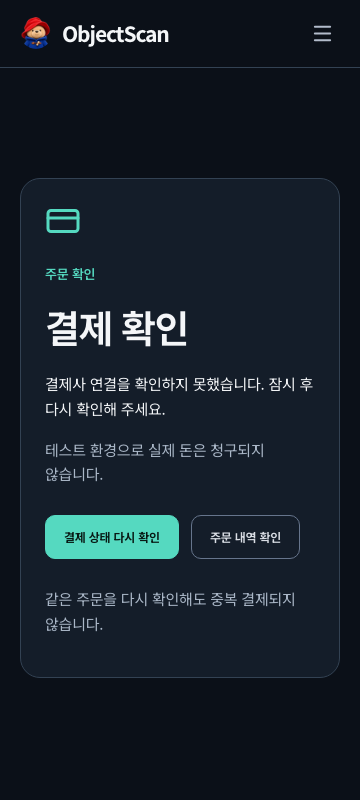 ObjectScan
주문 확인
결제 확인
결제사 연결을 확인하지 못했습니다. 잠시 후
다시 확인해 주세요.
테스트 환경으로 실제 돈은 청구되지
않습니다.
결제 상태 다시 확인
주문 내역 확인
같은 주문을 다시 확인해도 중복 결제되지
않습니다.